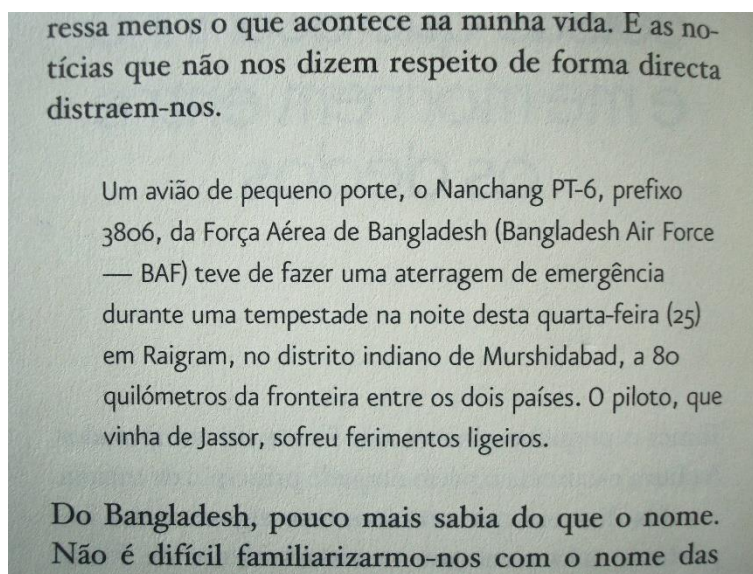 ressa menos o que acontece na minha vida. E as no-
tícias que não nos dizem respeito de forma directa
distraem-nos.
Um avião de pequeno porte, o Nanchang PT-6, prefixo
3806, da Força Aérea de Bangladesh (Bangladesh Air Force
— BAF) teve de fazer uma aterragem de emergência
durante uma tempestade na noite desta quarta-feira (25)
em Raigram, no distrito indiano de Murshidabad, a 80
quilómetros da fronteira entre os dois países. O piloto, que
vinha de Jassor, sofreu ferimentos ligeiros.
Do Bangladesh, pouco mais sabia do que o nome.
Não é difícil familiarizarmo-nos com o nome das